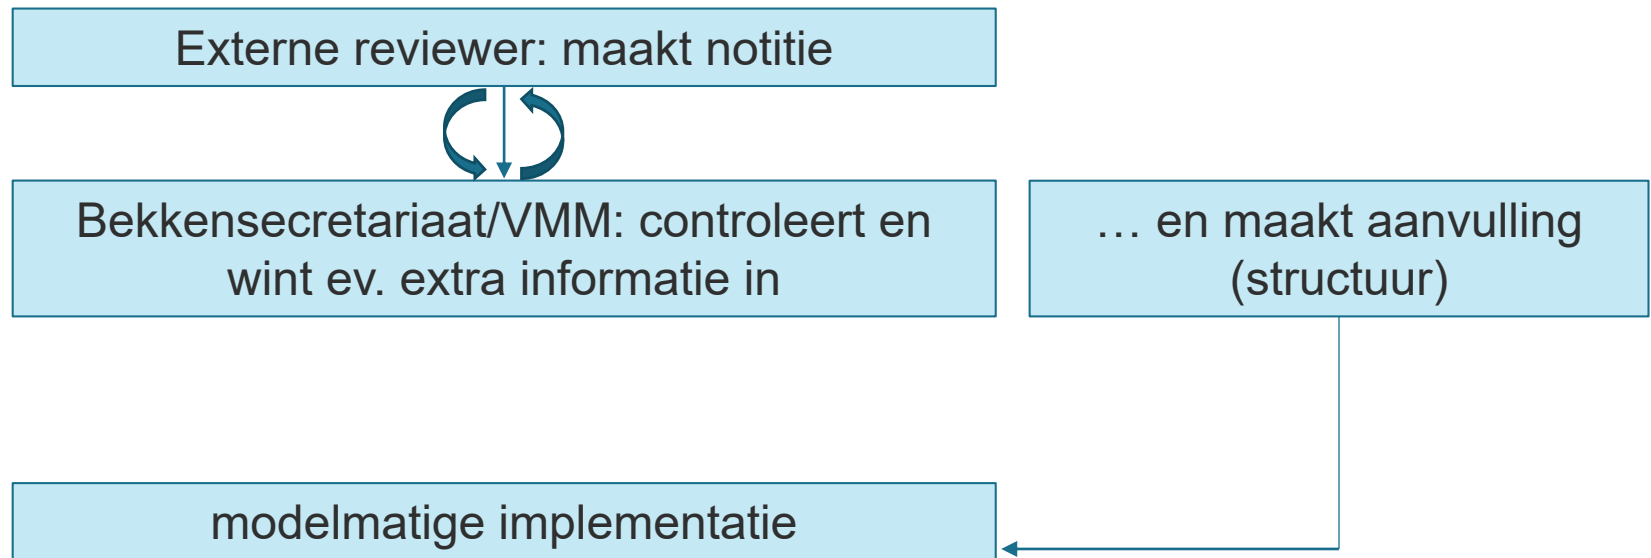 Externe reviewer: maakt notitie
Bekkensecretariaat/VMM: controleert en
wint ev. extra informatie in
… en maakt aanvulling
(structuur)
modelmatige implementatie